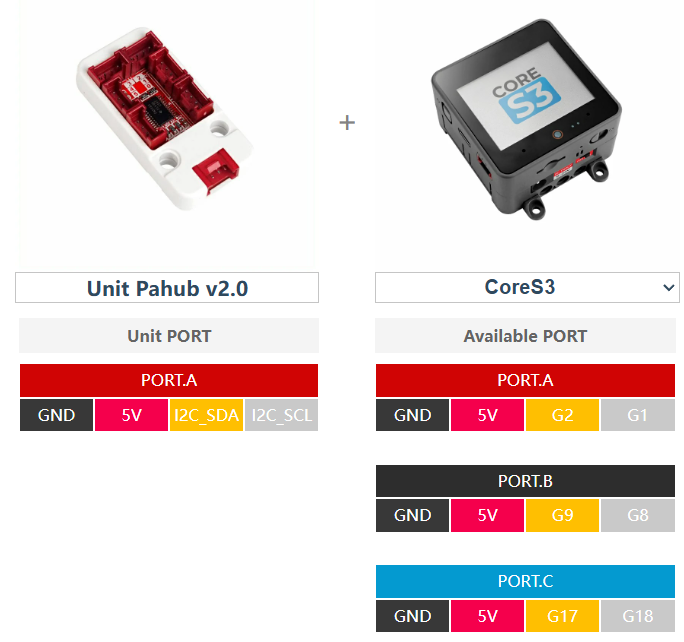 CORE
S3
+
Unit Pahub v2.0
CoreS3
Unit PORT
Available PORT
PORT.A
GND 5V I2C_SDA I2C_SCL
PORT.A
GND 5V G2 G1
PORT.B
GND 5V G9 G8
PORT.C
GND 5V G17 G18